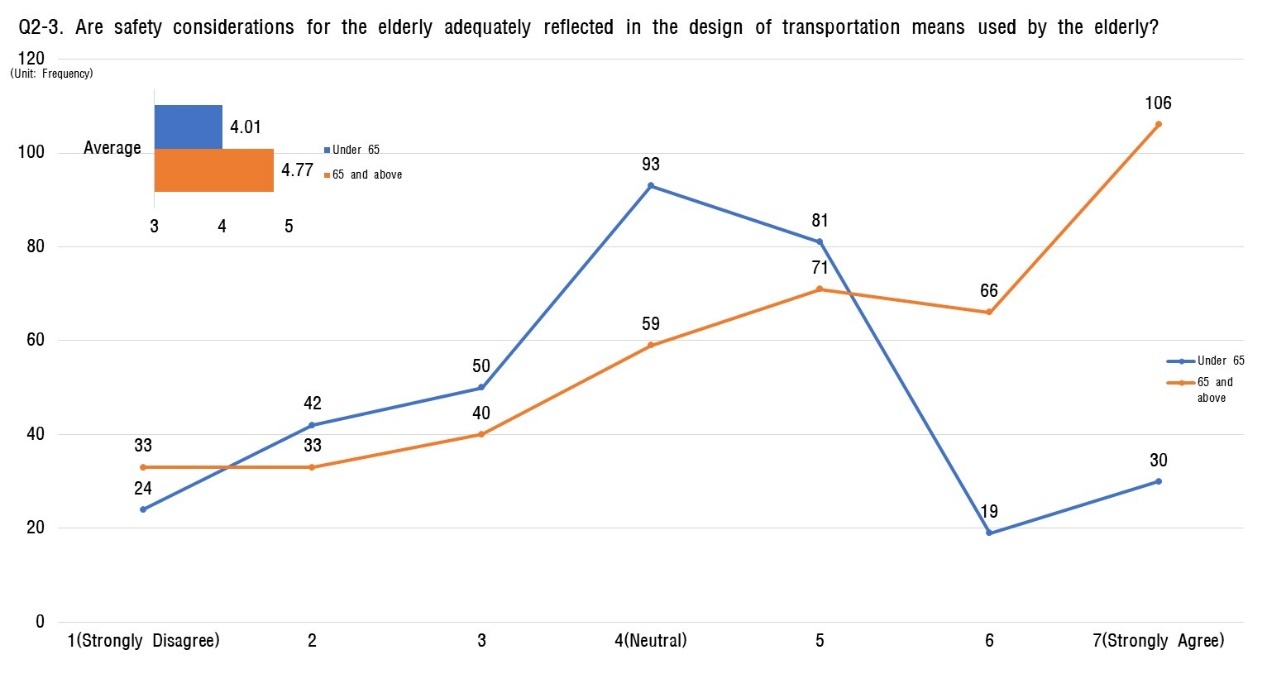 Q2-3. Are safety considerations for the elderly adequately reflected in the design of transportation means used by the elderly?
120
(Unit: Frequency)
4.01
Average
4.77
Under 65
65 and above
3 4 5
100
80
60
40
20
0
106
93
81
71
66
59
50
42
40
33
33
24
19
30
Under 65
65 and
above
1(Strongly Disagree) 2 3 4(Neutral) 5 6 7(Strongly Agree)